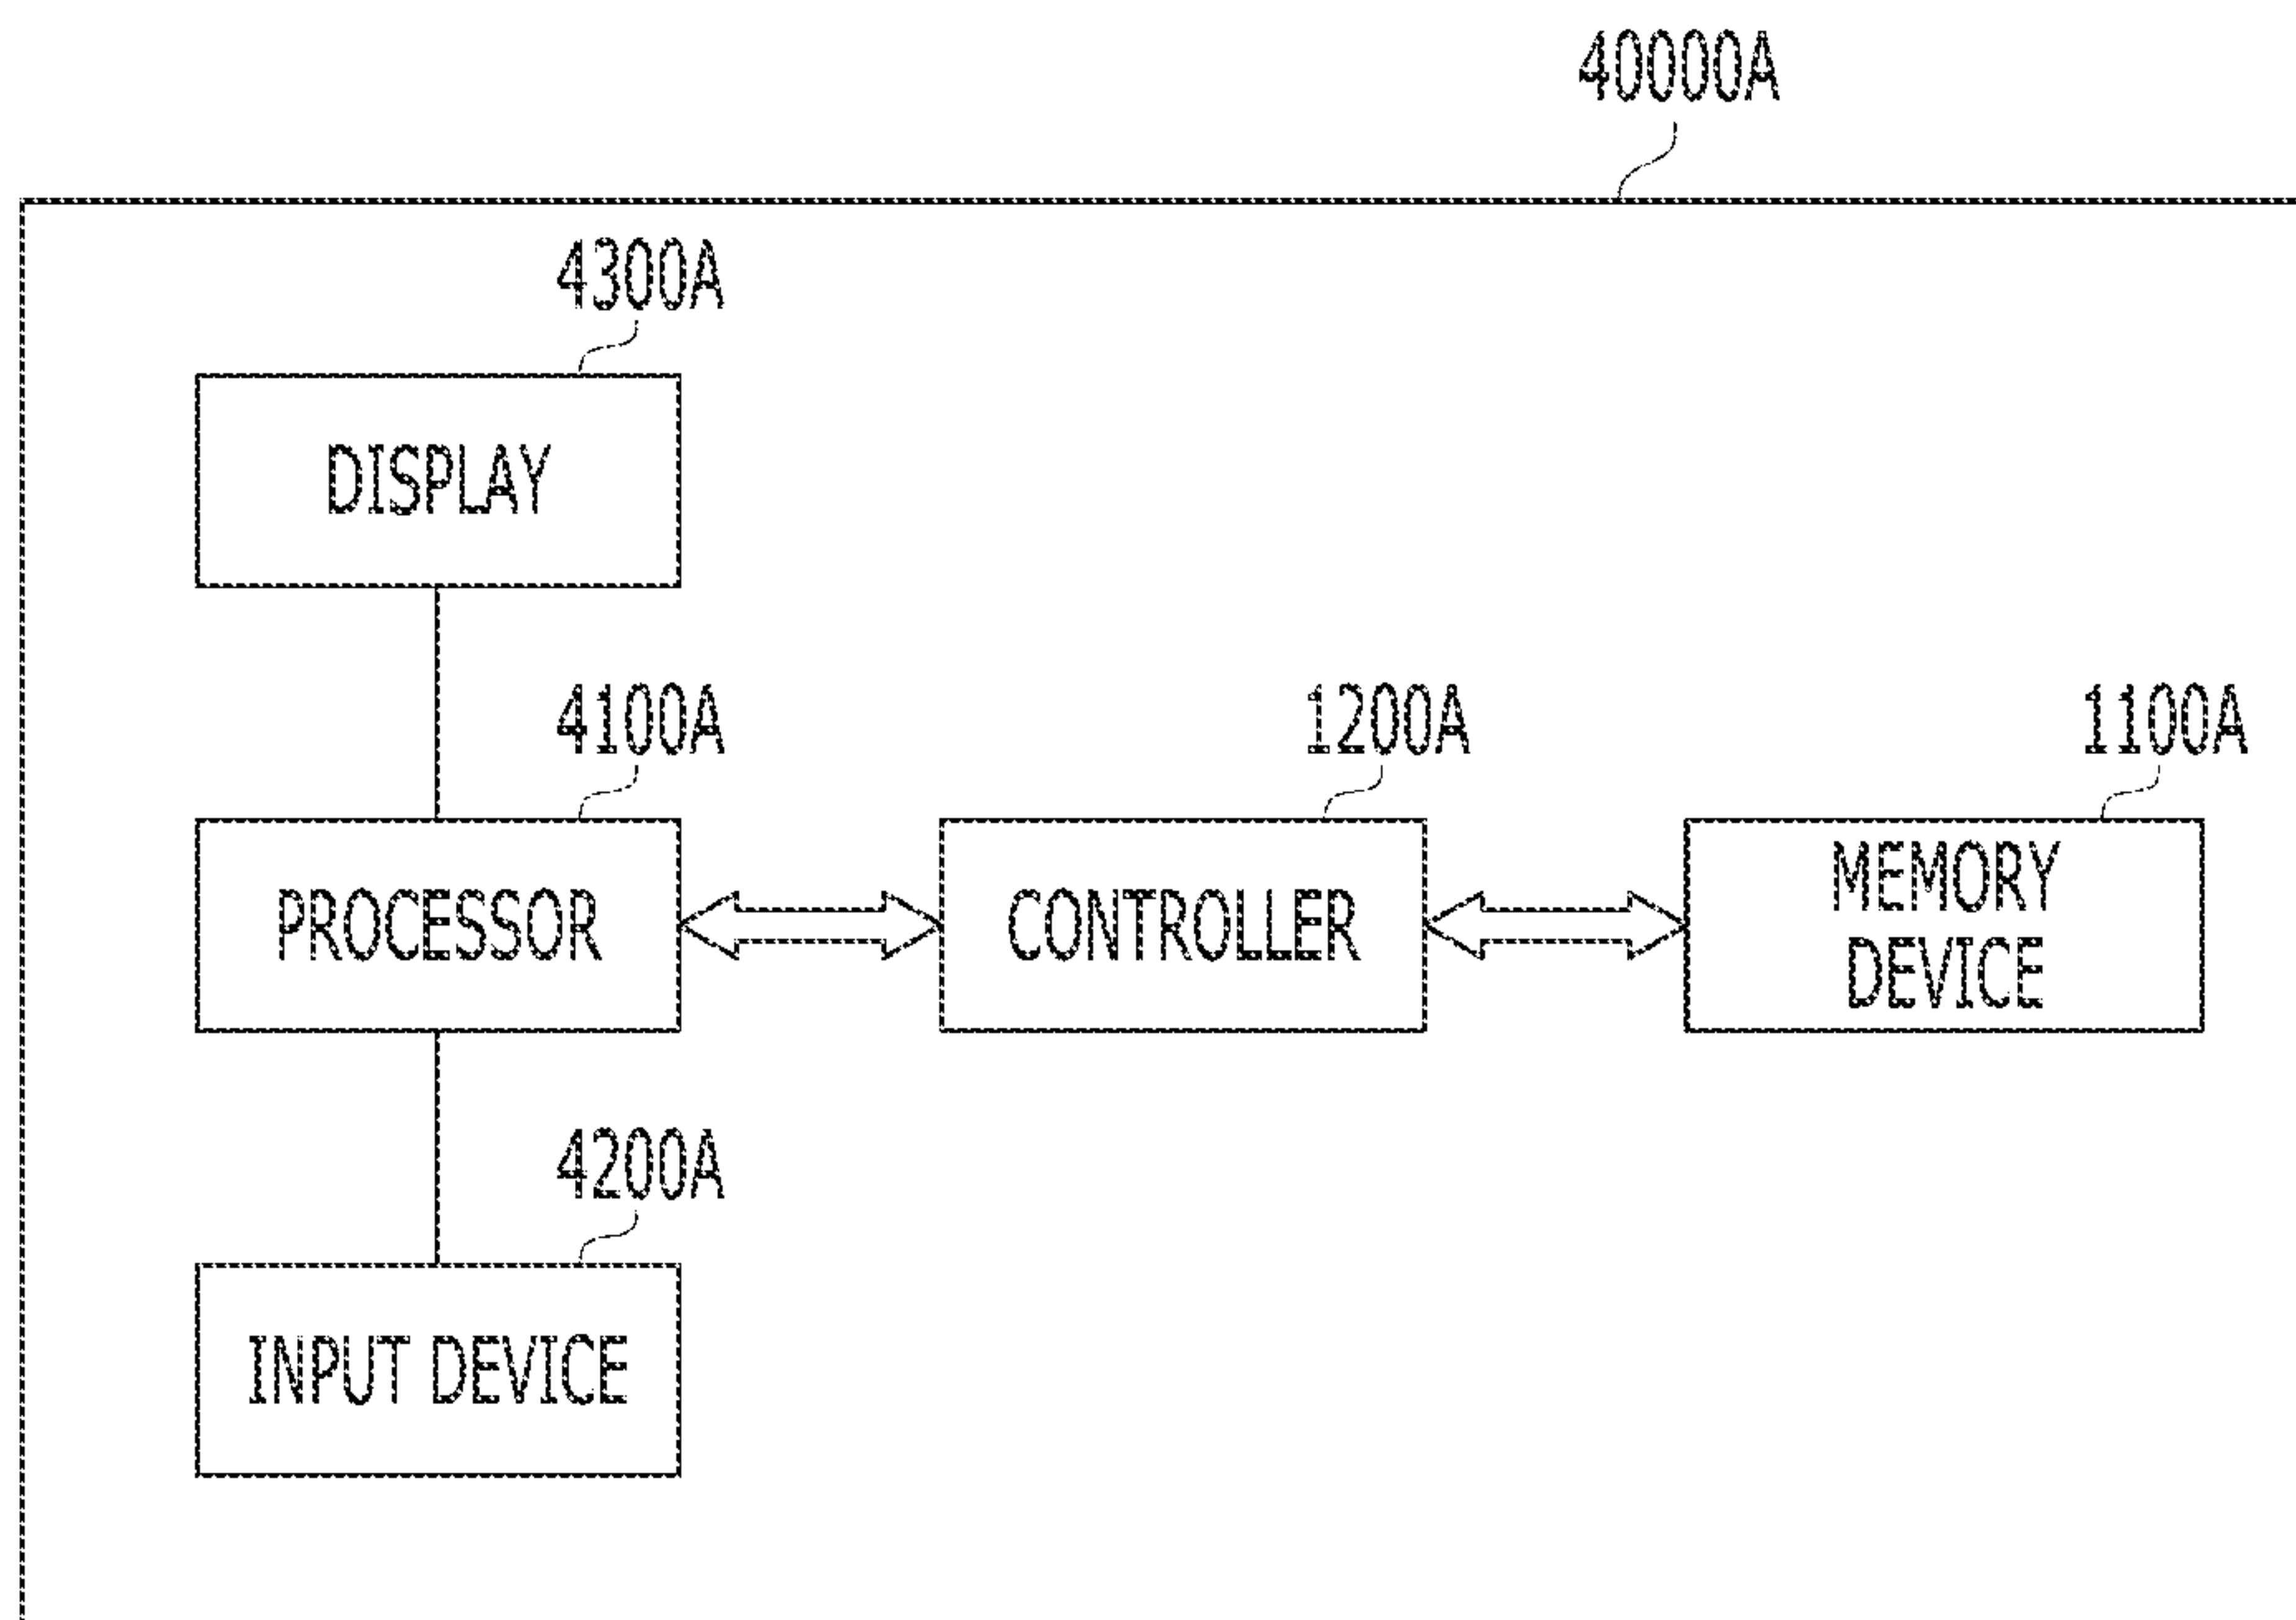 40000A
4300A
DISPLAY
4100A
1200A
1100A
PROCESSOR
CONTROLLER
MEMORY
DEVICE
4200A
INPUT DEVICE